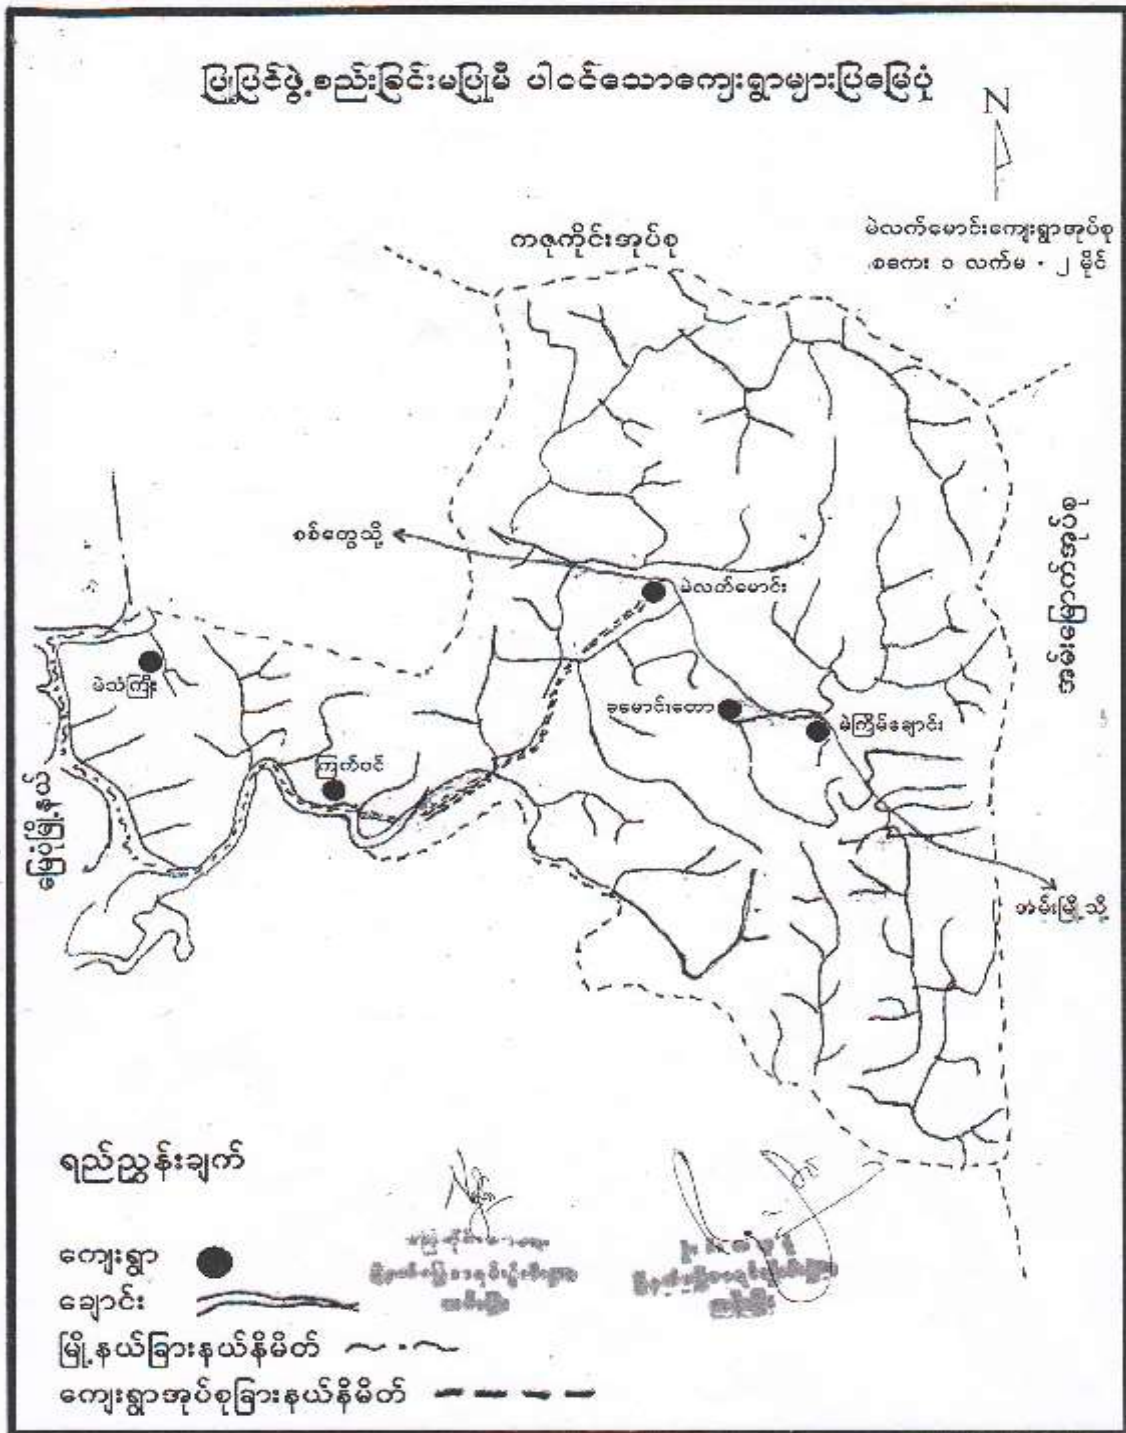 ပြုပြင်ဖွဲ့စည်းခြင်းမပြုမီ ပါဝင်သောကျေးရွာများပြမြေပုံ
N
မဲလက်မောင်းကျေးရွာအုပ်စု
စကေး ၁ လက်မ - ၂ မိုင်
ကဇုကိုင်းအုပ်စု
စစ်တွေသို့
မဲလက်မောင်း
မဲသံကြီး
ခမောင်းတော
မဲကြိမ်ချောင်း
ကြက်ဝင်
မြေပုံမြို့နယ်
အမ်းမြို့သို့
ရည်ညွှန်းချက်
ကျေးရွာ
ချောင်း
မြို့နယ်ခြားနယ်နိမိတ်
ကျေးရွာအုပ်စုခြားနယ်နိမိတ်